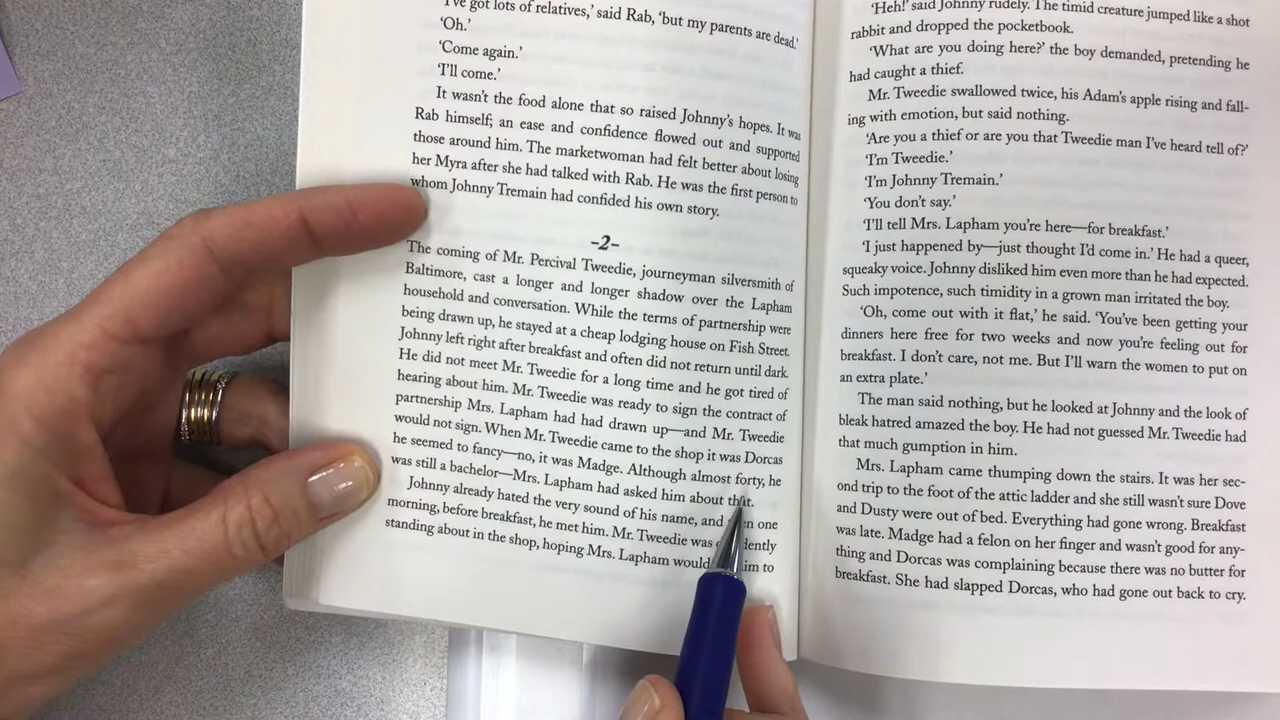 'I've got lots of relatives,' said Rab, 'but my parents are dead.'
'Oh.'
'Come again.'
'I'll come.'
It wasn't the food alone that so raised Johnny's hopes. It was
Rab himself; an ease and confidence flowed out and supported
those around him. The marketwoman had felt better about losing
her Myra after she had talked with Rab. He was the first person to
whom Johnny Tremain had confided his own story.
-2-
The coming of Mr. Percival Tweedie, journeyman silversmith of
Baltimore, cast a longer and longer shadow over the Lapham
household and conversation. While the terms of partnership were
being drawn up, he stayed at a cheap lodging house on Fish Street.
Johnny left right after breakfast and often did not return until dark.
He did not meet Mr. Tweedie for a long time and he got tired of
hearing about him. Mr. Tweedie was ready to sign the contract of
partnership Mrs. Lapham had had drawn up—and Mr. Tweedie
would not sign. When Mr. Tweedie came to the shop it was Dorcas
he seemed to fancy—no, it was Madge. Although almost forty, he
was still a bachelor—Mrs. Lapham had asked him about that.
Johnny already hated the very sound of his name, and one
morning, before breakfast, he met him. Mr. Tweedie was
standing about in the shop, hoping Mrs. Lapham would to
'Heh!' said Johnny rudely. The timid creature jumped like a shot
rabbit and dropped the pocketbook.
'What are you doing here?' the boy demanded, pretending he
had caught a thief.
Mr. Tweedie swallowed twice, his Adam's apple rising and fall-
ing with emotion, but said nothing.
'Are you a thief or are you that Tweedie man I've heard tell of?'
'I'm Tweedie.'
'I'm Johnny Tremain.'
'You don't say.'
'I'll tell Mrs. Lapham you're here—for breakfast.'
'I just happened by—just thought I'd come in.' He had a queer,
squeaky voice. Johnny disliked him even more than he had expected.
Such impotence, such timidity in a grown man irritated the boy.
'Oh, come out with it flat,' he said. 'You've been getting your
dinners here free for two weeks and now you're feeling out for
breakfast. I don't care, not me. But I'll warn the women to put on
an extra plate.'
The man said nothing, but he looked at Johnny and the look of
bleak hatred amazed the boy. He had not guessed Mr. Tweedie had
that much gumption in him.
Mrs. Lapham came thumping down the stairs. It was her sec-
ond trip to the foot of the attic ladder and she still wasn't sure Dove
and Dusty were out of bed. Everything had gone wrong. Breakfast
was late. Madge had a felon on her finger and wasn't good for any-
thing and Dorcas was complaining because there was no butter for
breakfast. She had slapped Dorcas, who had gone out back to cry.